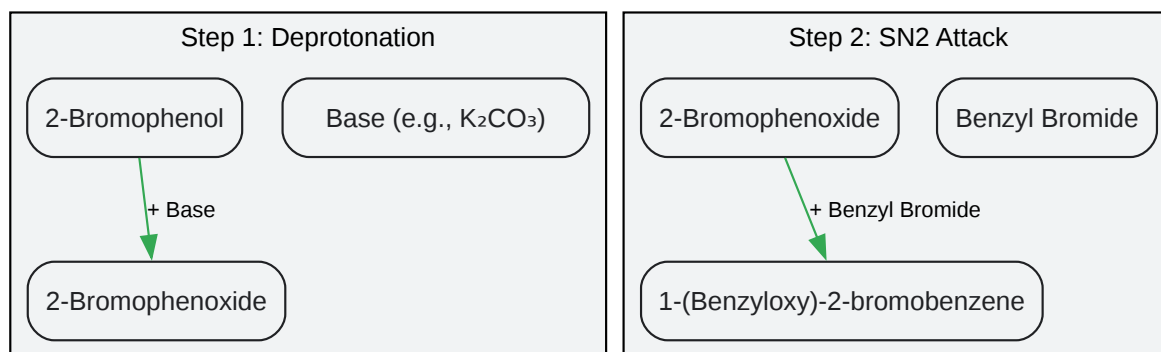 Step 1: Deprotonation
2-Bromophenol
Base (e.g., K₂CO₃)
+ Base
2-Bromophenoxide
Step 2: SN2 Attack
2-Bromophenoxide
Benzyl Bromide
+ Benzyl Bromide
1-(Benzyloxy)-2-bromobenzene